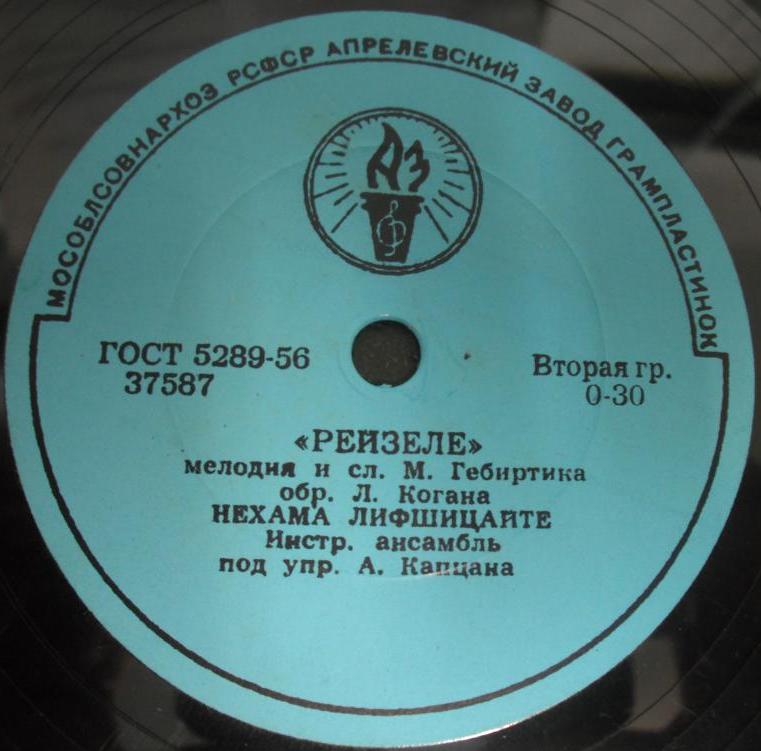 МОСОБЛСОВНАРХОЗ РСФСР АПРЕЛЕВСКИЙ ЗАВОД ГРАМПЛАСТИНОК
АЗ
ГОСТ 5289-56
37587
Вторая гр.
0-30
«РЕЙЗЕЛЕ»
мелодия и сл. М. Гебиртика
обр. Л. Когана
НЕХАМА ЛИФШИЦАЙТЕ
Инстр. ансамбль
под упр. А. Капцана